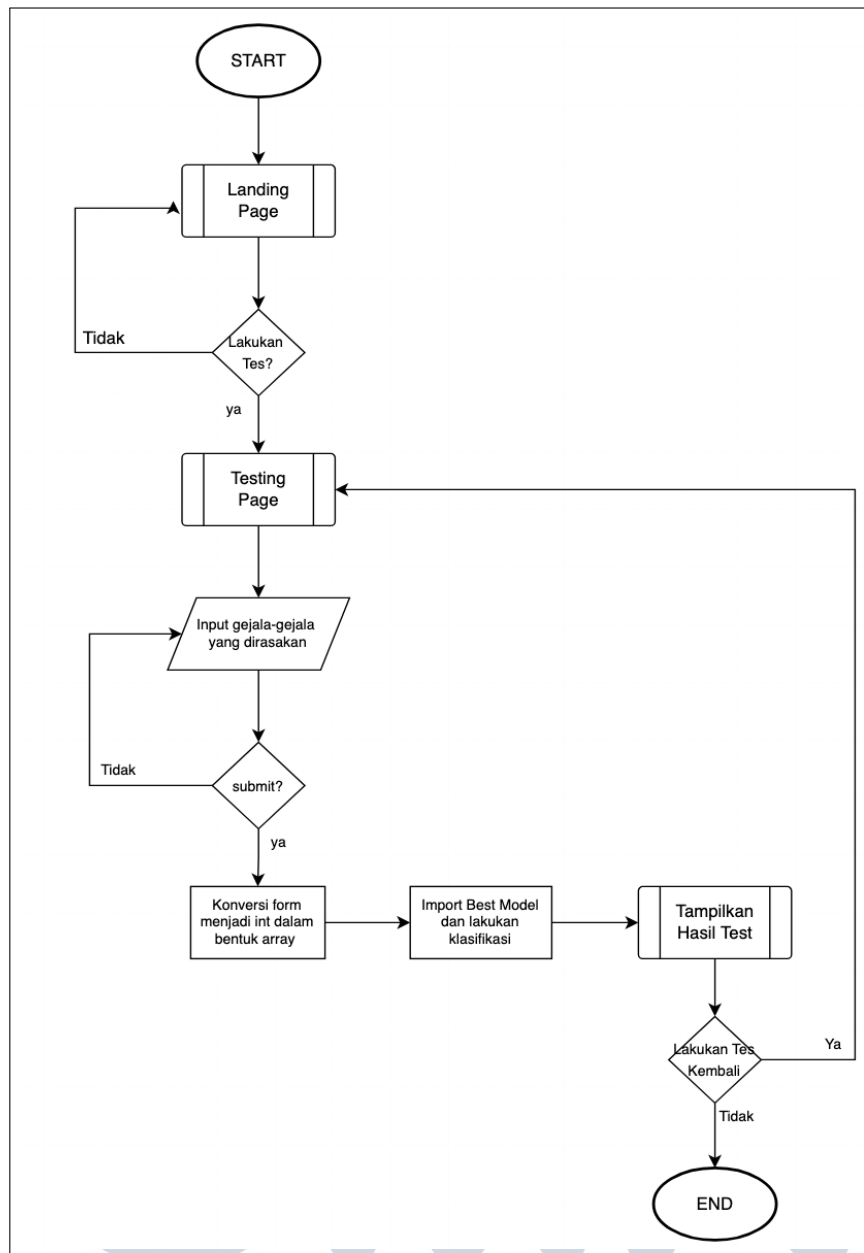 START
Landing
Page
Tidak
Lakukan
Tes?
ya
Testing
Page
Input gejala-gejala
yang dirasakan
Tidak
submit?
ya
Konversi form
menjadi int dalam
bentuk array
Import Best Model
dan lakukan
klasifikasi
Tampilkan
Hasil Test
Lakukan Tes
Kembali
Ya
Tidak
END